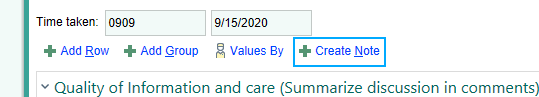 Time taken: 0909 9/15/2020
Add Row Add Group Values By Create Note
Quality of Information and care (Summarize discussion in comments)